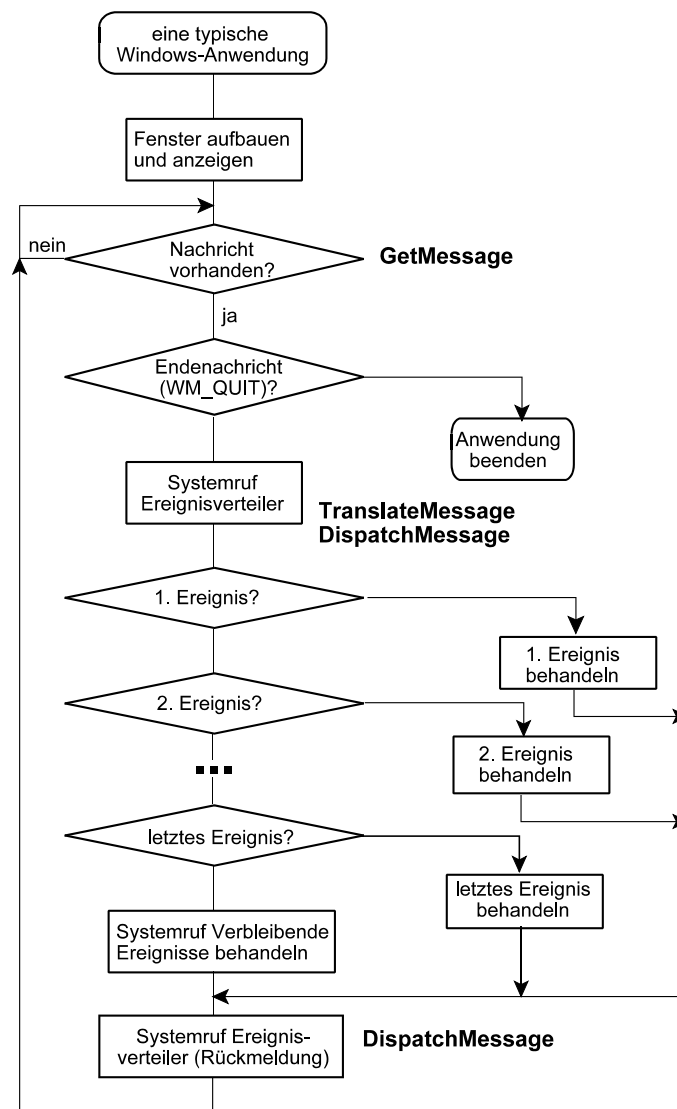 eine typische
Windows-Anwendung
Fenster aufbauen
und anzeigen
nein
Nachricht
vorhanden?
GetMessage
ja
Endenachricht
(WM_QUIT)?
Anwendung
beenden
Systemruf
Ereignisverteiler
TranslateMessage
DispatchMessage
1. Ereignis?
1. Ereignis
behandeln
2. Ereignis?
2. Ereignis
behandeln
letztes Ereignis?
letztes Ereignis
behandeln
Systemruf Verbleibende
Ereignisse behandeln
Systemruf Ereignis-
verteiler (Rückmeldung)
DispatchMessage